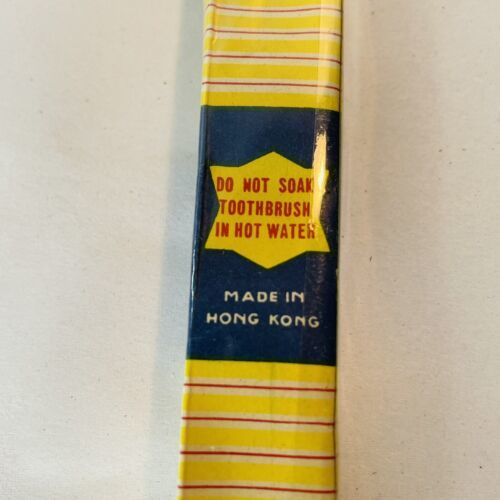 DO NOT SOAK
TOOTHBRUSH
IN HOT WATER
MADE IN
HONG KONG